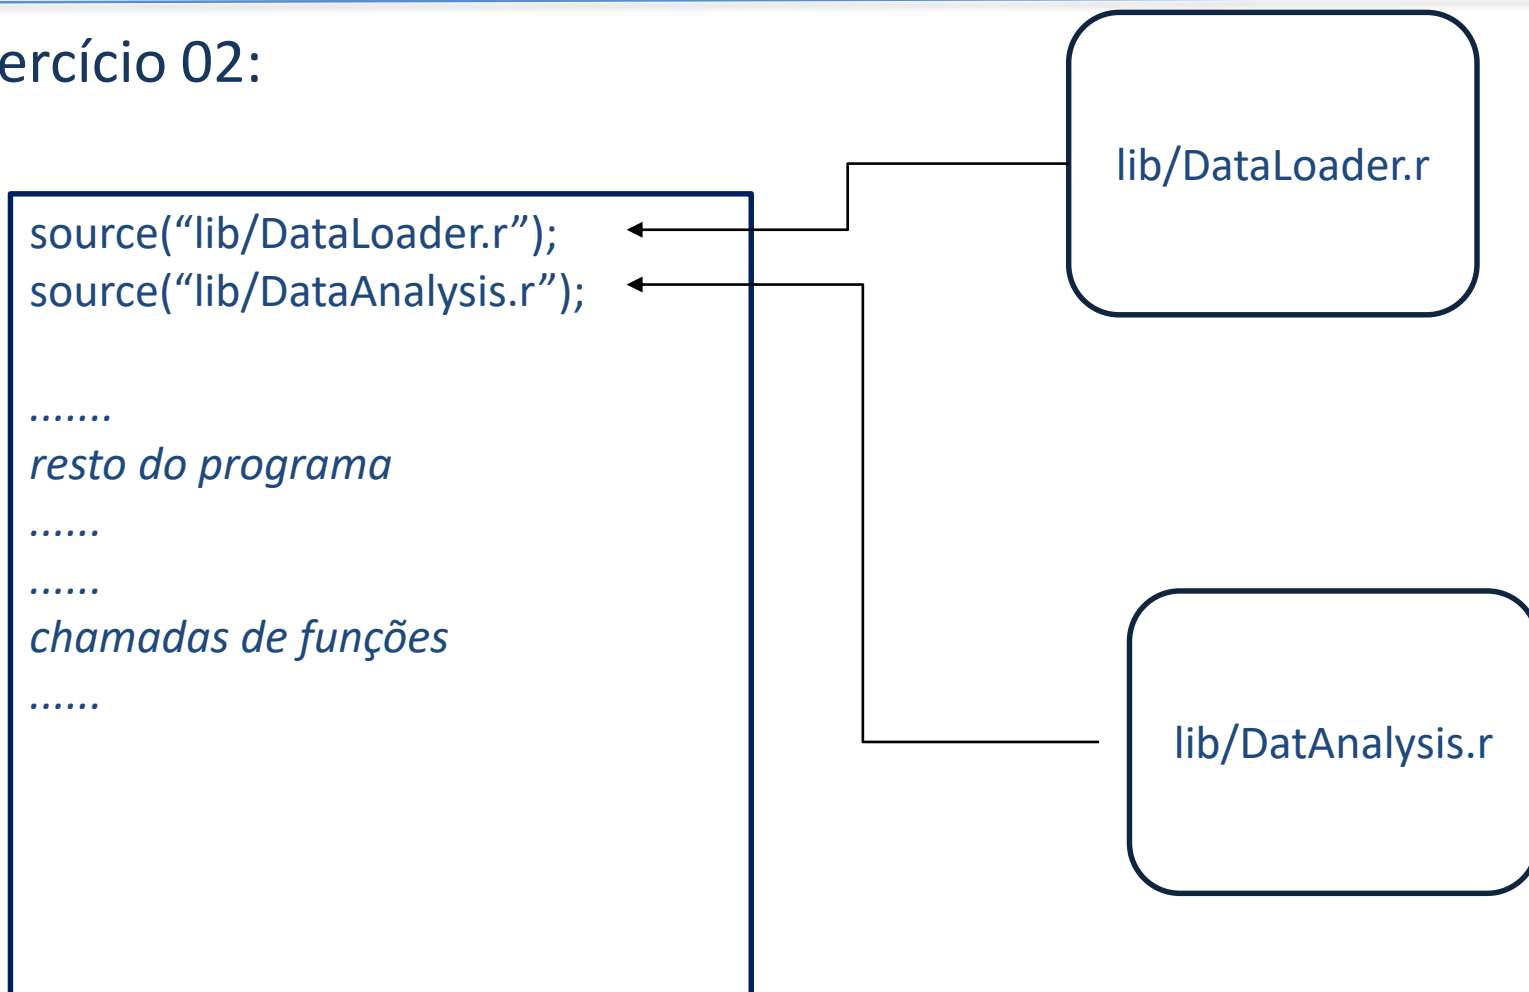 ercício 02:
lib/DataLoader.r
source(“lib/DataLoader.r”);
source(“lib/DataAnalysis.r”);
.......
resto do programa
......
......
chamadas de funções
......
lib/DatAnalysis.r